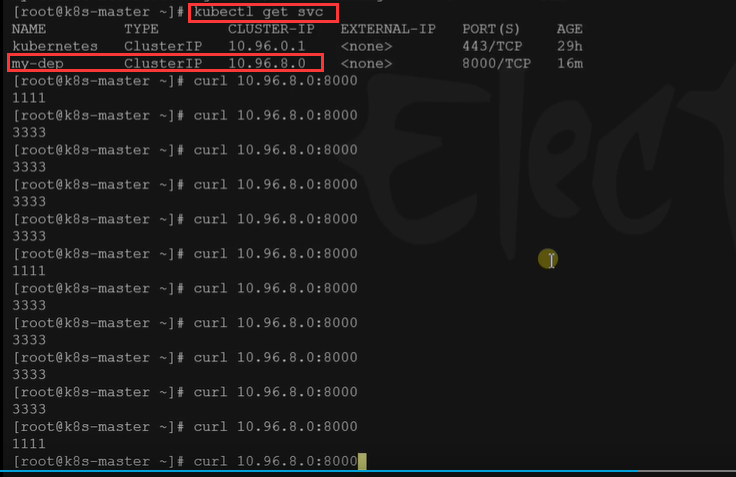 [root@k8s-master ~]# kubectl get svc
NAME TYPE CLUSTER-IP EXTERNAL-IP PORT(S) AGE
kubernetes ClusterIP 10.96.0.1 <none> 443/TCP 29h
my-dep ClusterIP 10.96.8.0 <none> 8000/TCP 16m
[root@k8s-master ~]# curl 10.96.8.0:8000
1111
[root@k8s-master ~]# curl 10.96.8.0:8000
3333
[root@k8s-master ~]# curl 10.96.8.0:8000
3333
[root@k8s-master ~]# curl 10.96.8.0:8000
3333
[root@k8s-master ~]# curl 10.96.8.0:8000
3333
[root@k8s-master ~]# curl 10.96.8.0:8000
1111
[root@k8s-master ~]# curl 10.96.8.0:8000
3333
[root@k8s-master ~]# curl 10.96.8.0:8000
3333
[root@k8s-master ~]# curl 10.96.8.0:8000
3333
[root@k8s-master ~]# curl 10.96.8.0:8000
3333
[root@k8s-master ~]# curl 10.96.8.0:8000
1111
[root@k8s-master ~]# curl 10.96.8.0:8000